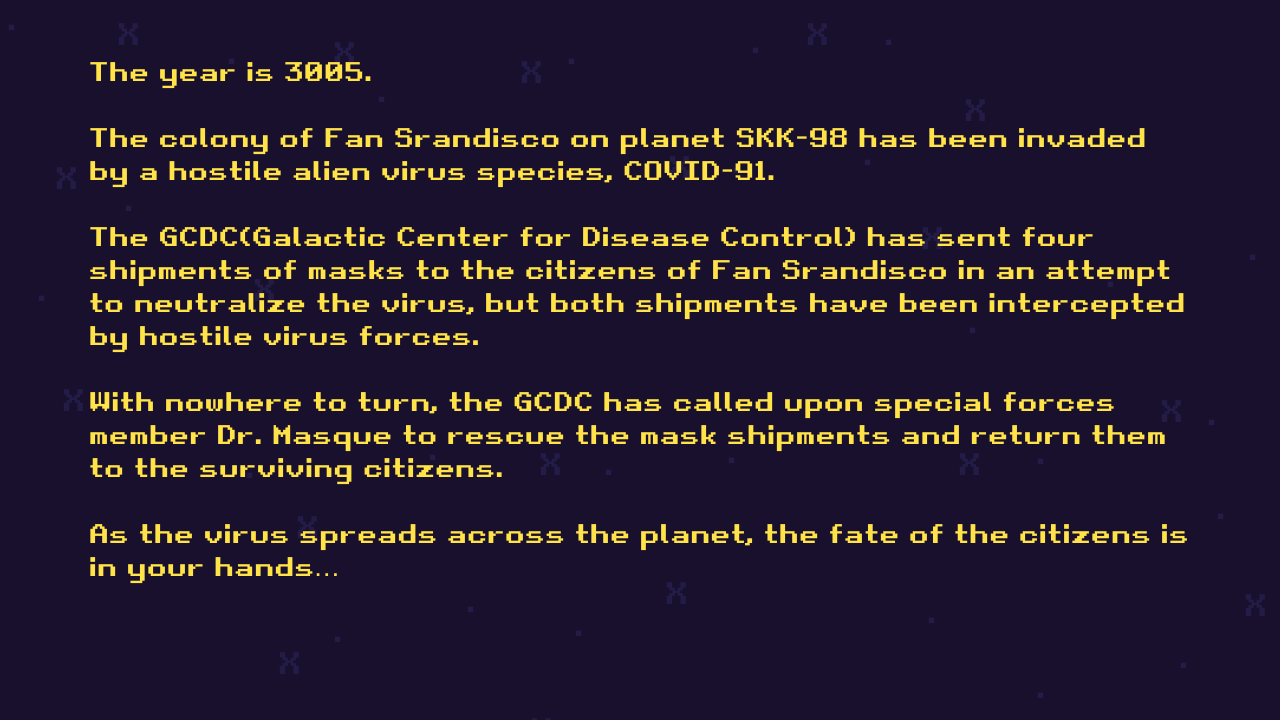 The year is 3005.
The colony of Fan Srandisco on planet SKK-98 has been invaded
by a hostile alien virus species, COVID-91.
The GCDC(Galactic Center for Disease Control) has sent four
shipments of masks to the citizens of Fan Srandisco in an attempt
to neutralize the virus, but both shipments have been intercepted
by hostile virus forces.
With nowhere to turn, the GCDC has called upon special forces
member Dr. Masque to rescue the mask shipments and return them
to the surviving citizens.
As the virus spreads across the planet, the fate of the citizens is
in your hands...